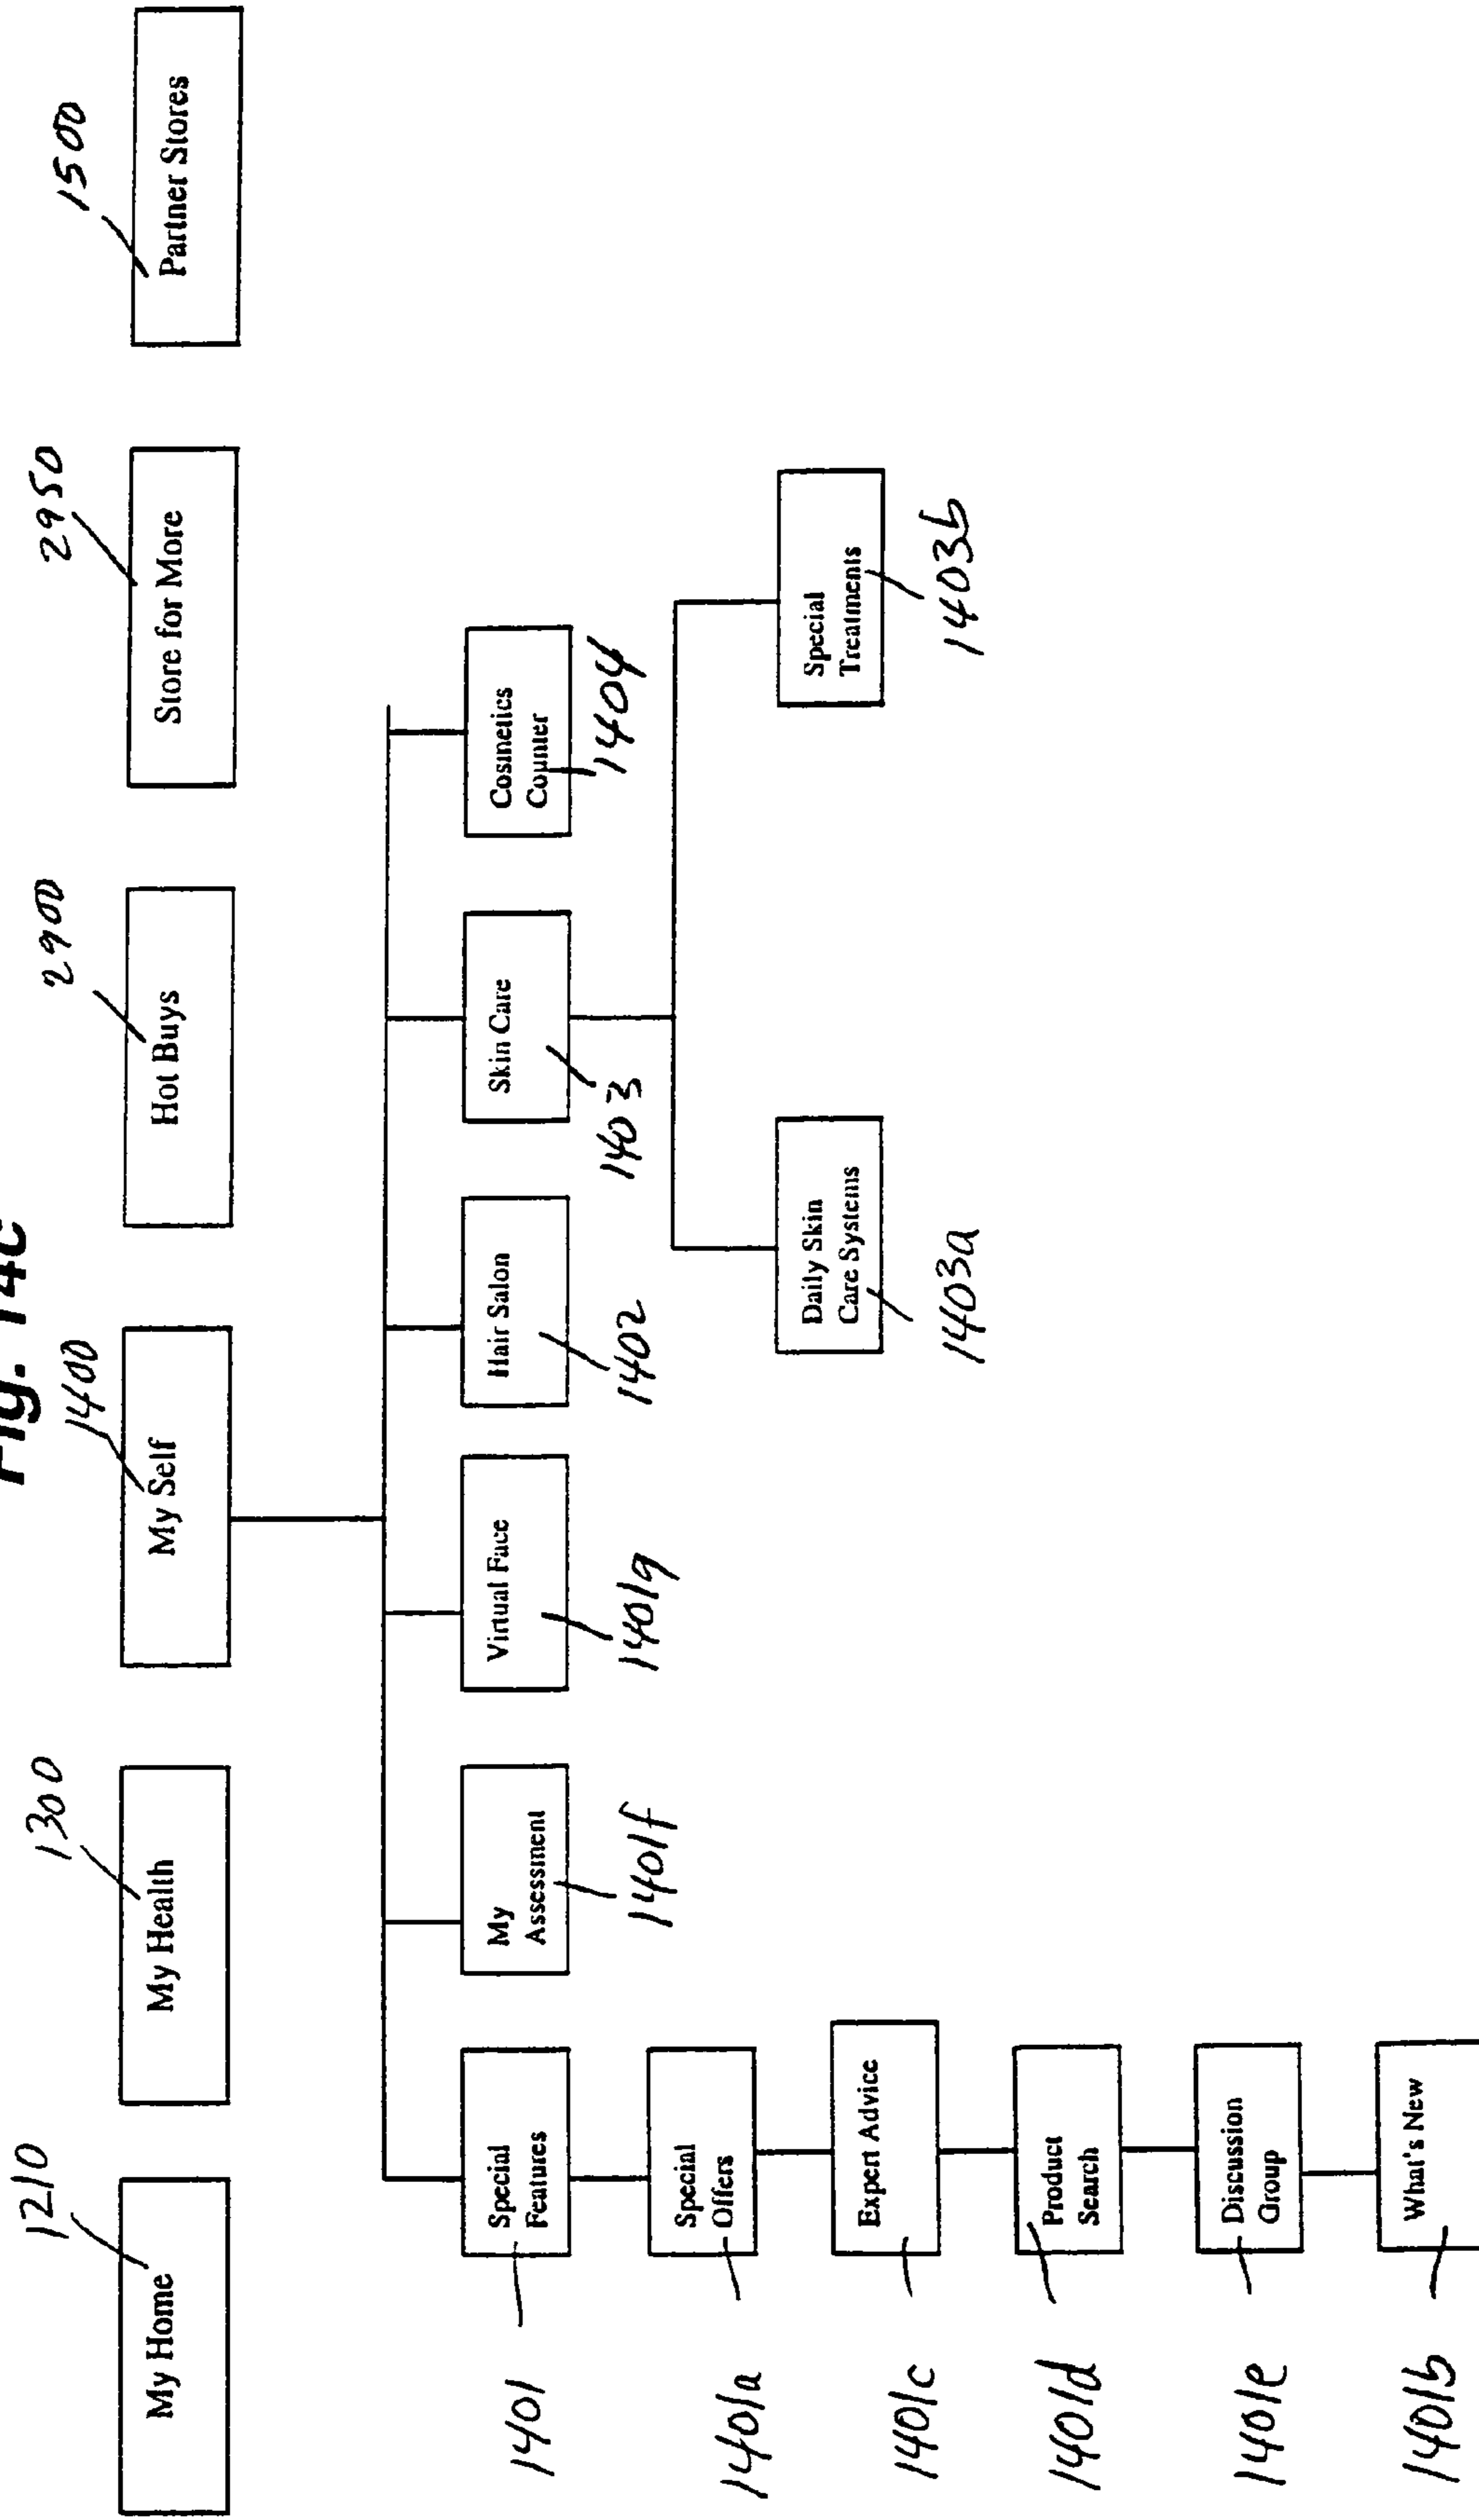 Fig. 14C
1210
1300
1400
2900
2950
1500
My Home
My Health
My Self
Hot Buys
Store for More
Partner Stores
Special
Features
My
Assessment
Virtual Face
Hair Salon
Skin Care
Cosmetics
Counter
1401
1401f
1401g
1402
1403
1404
Special
Offers
1401a
Daily Skin
Care Systems
Special
Treatments
Expert Advice
1401c
1403a
1403b
Product
Search
1401d
Discussion
Group
1401e
What's New
1401b